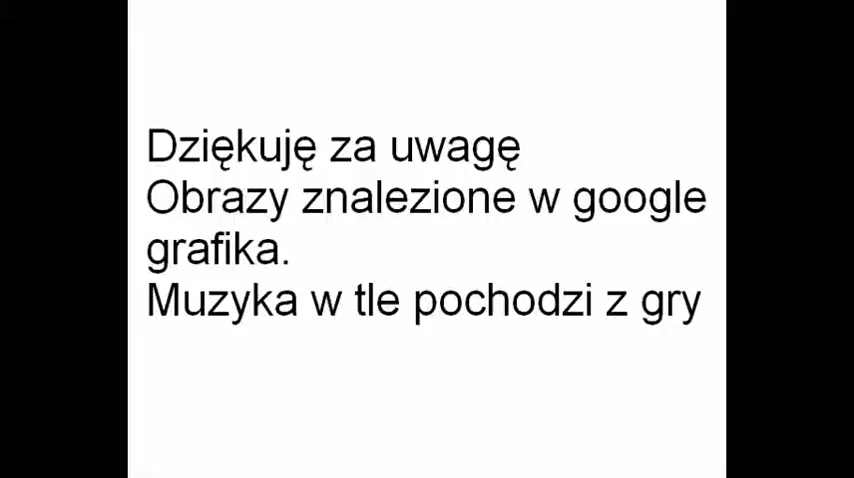 Dziękuję za uwagę
Obrazy znalezione w google
grafika.
Muzyka w tle pochodzi z gry